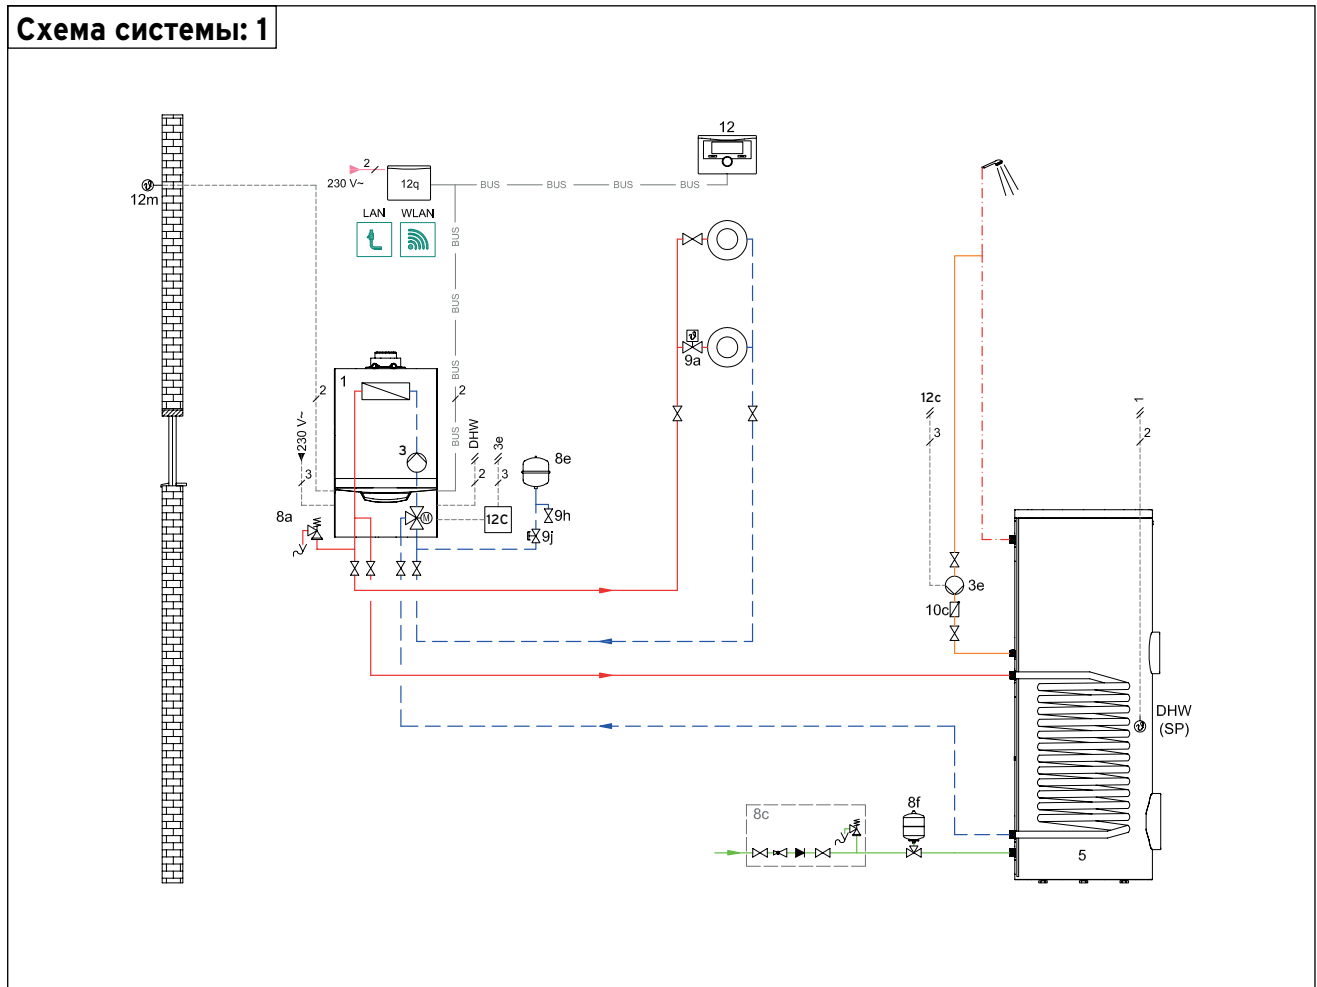 Схема системы: 1
12
2
230 V~
12q
BUS
BUS
BUS
BUS
12m
LAN
WLAN
BUS
BUS
BUS
9a
1
2
2
230 V~
3
3
DHW
2
3e
3
8e
8a
M
12C
9h
9j
12c
3
1
2
3e
10c
DHW
(SP)
8c
8f
5